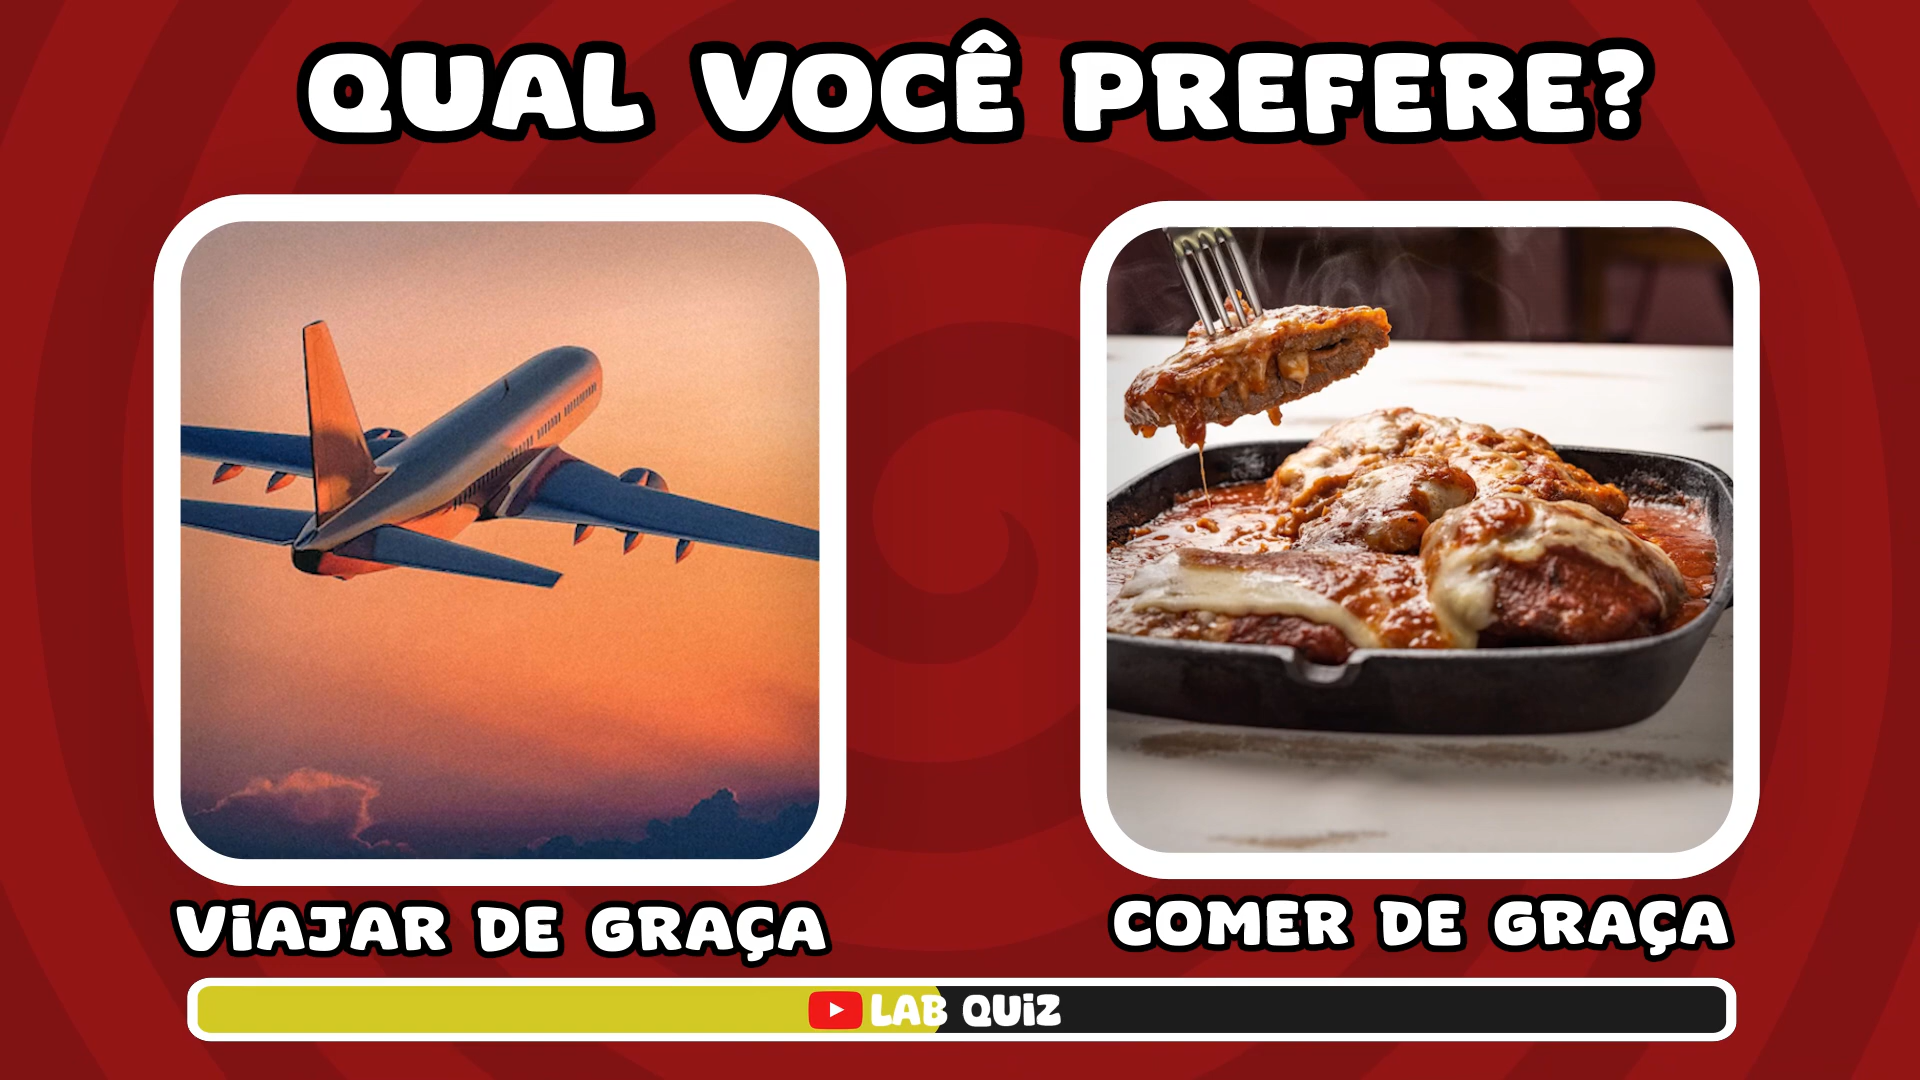 QUAL VOCÊ PREFERE?
VIAJAR DE GRAÇA
COMER DE GRAÇA
LAB QUIZ